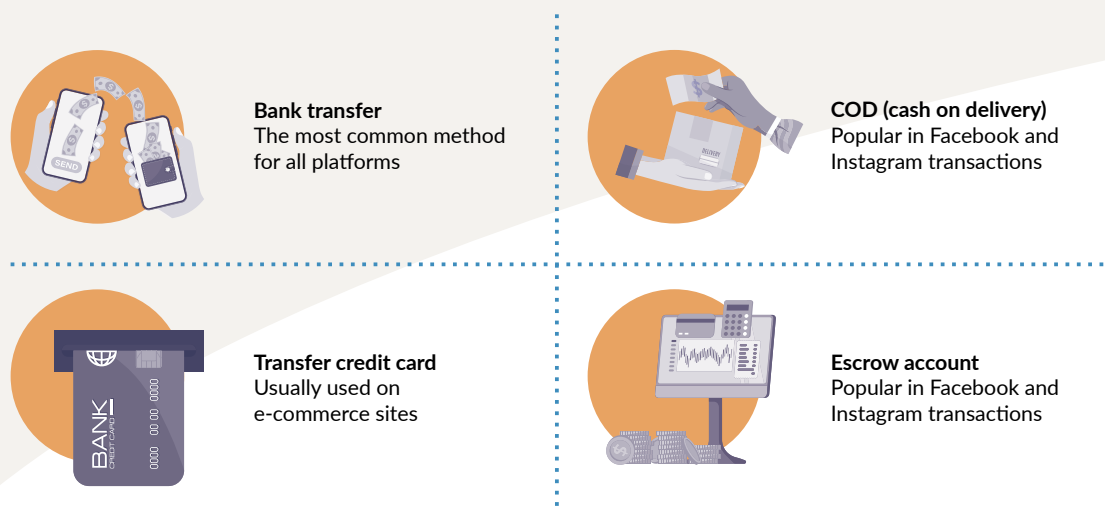 Bank transfer
The most common method
for all platforms
SEND
COD (cash on delivery)
Popular in Facebook and
Instagram transactions
DELIVERY
Transfer credit card
Usually used on
e-commerce sites
BANK
CREDIT CARD
0000 00 00 0000
Escrow account
Popular in Facebook and
Instagram transactions